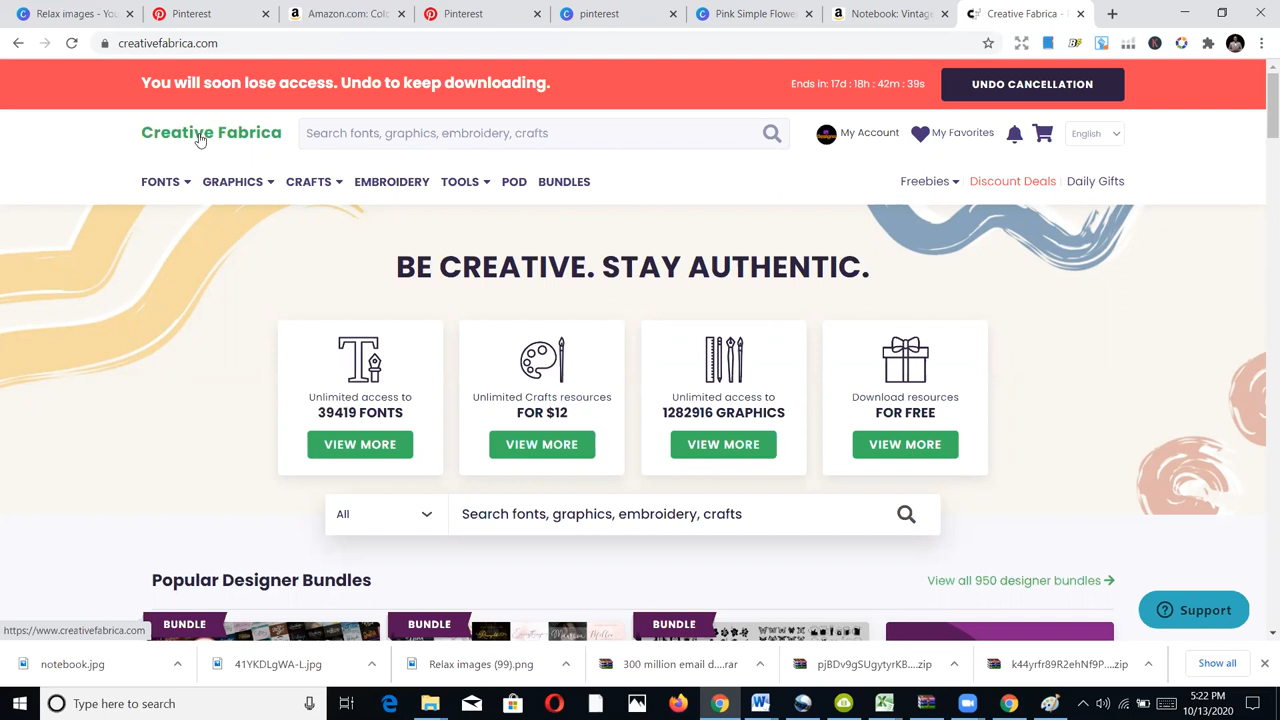 Relax images - You
Pinterest
Amazon.com: Colo
Pinterest
pinterest
Pink Simple Flowe
Notebook: Vintage
Creative Fabrica -
creativefabrica.com
You will soon lose access. Undo to keep downloading.
Ends in: 17d : 18h : 42m : 39s
UNDO CANCELLATION
Creative Fabrica
Search fonts, graphics, embroidery, crafts
My Account
My Favorites
English
FONTS
GRAPHICS
CRAFTS
EMBROIDERY
TOOLS
POD
BUNDLES
Freebies
Discount Deals
Daily Gifts
BE CREATIVE. STAY AUTHENTIC.
Unlimited access to
39419 FONTS
VIEW MORE
Unlimited Crafts resources
FOR $12
VIEW MORE
Unlimited access to
1282916 GRAPHICS
VIEW MORE
Download resources
FOR FREE
VIEW MORE
All
Search fonts, graphics, embroidery, crafts
Popular Designer Bundles
View all 950 designer bundles
BUNDLE
BUNDLE
BUNDLE
Support
https://www.creativefabrica.com
notebook.jpg
41YKDLgWA-L.jpg
Relax images (99).png
300 million email d....rar
pjBDv9gSUgytyrKB....zip
k44yrfr89R2ehNf9P....zip
Show all
Type here to search
5:22 PM
10/13/2020